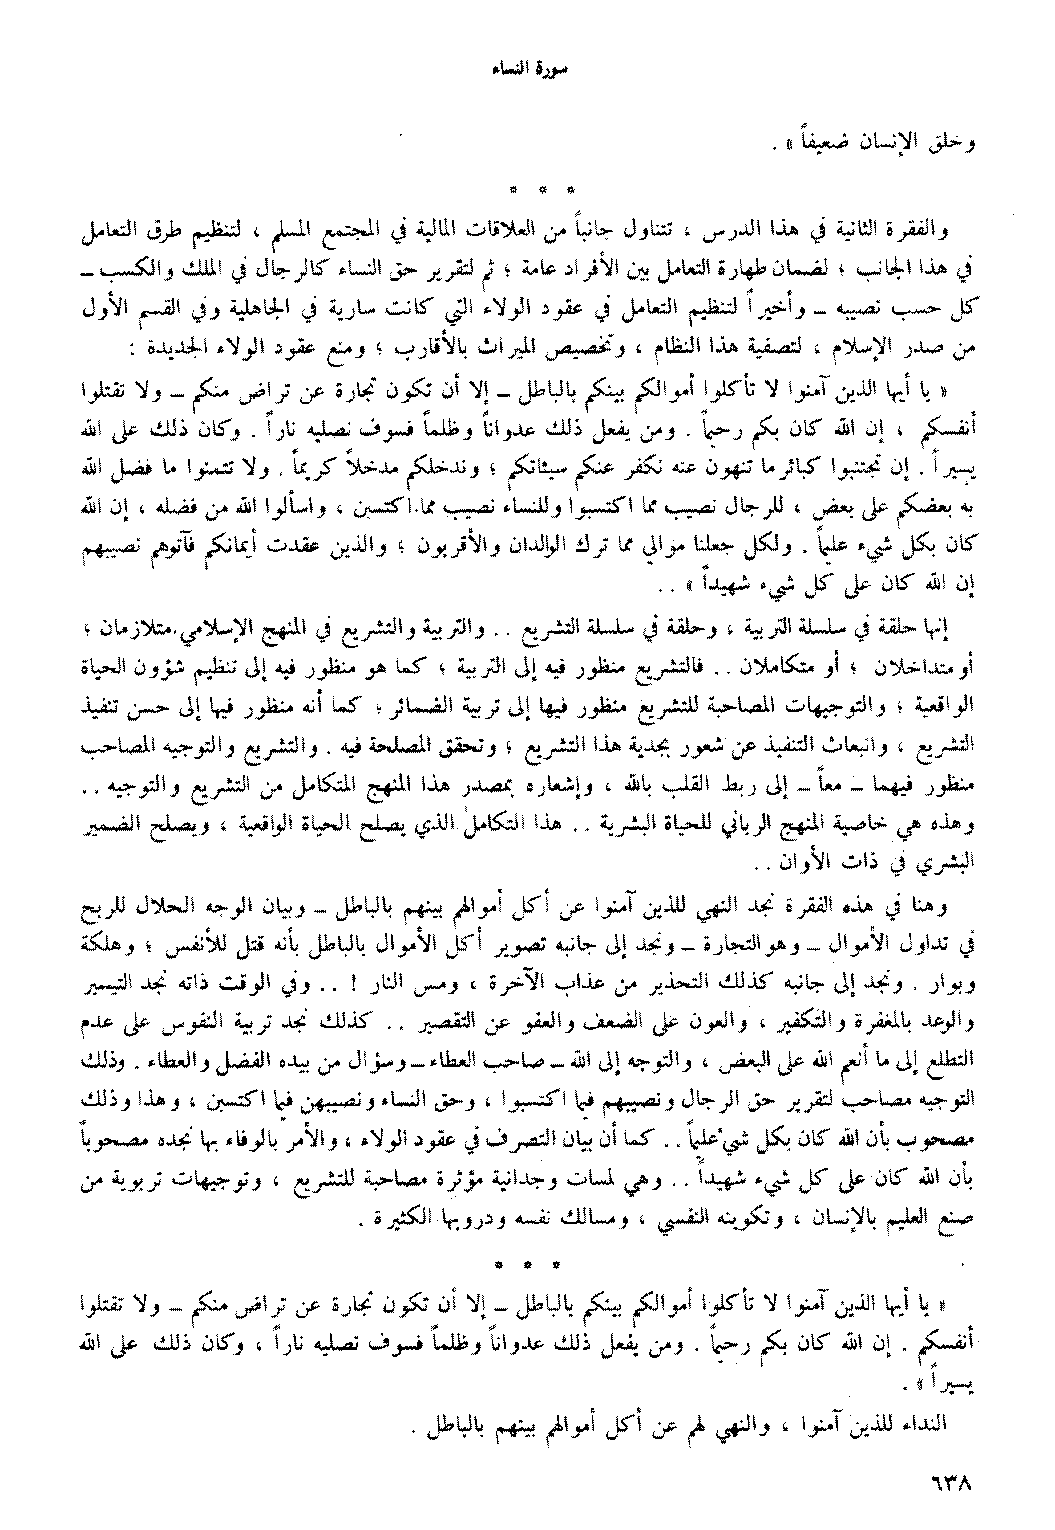 سورة النساء
وخلق الإنسان ضعيفاً » .
* * *
والفقرة الثانية في هذا الدرس ، تتناول جانباً من العلاقات المالية في المجتمع المسلم ، لتنظيم طرق التعامل
في هذا الجانب ؛ لضمان طهارة التعامل بين الأفراد عامة ؛ ثم لتقرير حق النساء كالرجال في الملك والكسب –
كل حسب نصيبه – وأخيراً لتنظيم التعامل في عقود الولاء التي كانت سارية في الجاهلية وفي القسم الأول
من صدر الإسلام ، لتصفية هذا النظام ، وتخصيص الميراث بالأقارب ؛ ومنع عقود الولاء الجديدة :
« يا أيها الذين آمنوا لا تأكلوا أموالكم بينكم بالباطل – إلا أن تكون تجارة عن تراض منكم – ولا تقتلوا
أنفسكم ، إن الله كان بكم رحيماً . ومن يفعل ذلك عدواناً وظلماً فسوف نصليه ناراً . وكان ذلك على الله
يسيراً . إن تجتنبوا كبائر ما تنهون عنه نكفر عنكم سيئاتكم ؛ وندخلكم مدخلاً كريماً . ولا تتمنوا ما فضل الله
به بعضكم على بعض ، للرجال نصيب مما اكتسبوا وللنساء نصيب مما اكتسبن ، واسألوا الله من فضله ، إن الله
كان بكل شيء عليماً . ولكل جعلنا موالي مما ترك الوالدان والأقربون ؛ والذين عقدت أيمانكم فآتوهم نصيبهم
إن الله كان على كل شيء شهيداً » . .
إنها حلقة في سلسلة التربية ، وحلقة في سلسلة التشريع . . والتربية والتشريع في المنهج الإسلامي متلازمان ؛
أو متداخلان ؛ أو متكاملان . . فالتشريع منظور فيه إلى التربية ؛ كما هو منظور فيه إلى تنظيم شؤون الحياة
الواقعية ؛ والتوجيهات المصاحبة للتشريع منظور فيها إلى تربية الضمائر ؛ كما أنه منظور فيها إلى حسن تنفيذ
التشريع ، وانبعاث التنفيذ عن شعور بجدية هذا التشريع ؛ وتحقق المصلحة فيه . والتشريع والتوجيه المصاحب
منظور فيهما – معاً – إلى ربط القلب بالله ، وإشعاره بمصدر هذا المنهج المتكامل من التشريع والتوجيه . .
وهذه هي خاصية المنهج الرباني للحياة البشرية . . هذا التكامل الذي يصلح الحياة الواقعية ، ويصلح الضمير
البشري في ذات الأوان . .
وهنا في هذه الفقرة نجد النهي للذين آمنوا عن أكل أموالهم بينهم بالباطل – وبيان الوجه الحلال للربح
في تداول الأموال – وهو التجارة – ونجد إلى جانبه تصوير أكل الأموال بالباطل بأنه قتل للأنفس ؛ وهلكة
وبوار . ونجد إلى جانبه كذلك التحذير من عذاب الآخرة ، ومس النار ! . . وفي الوقت ذاته نجد التيسير
والوعد بالمغفرة والتكفير ، والعون على الضعف والعفو عن التقصير . . كذلك نجد تربية النفوس على عدم
التطلع إلى ما أنعم الله على البعض ، والتوجه إلى الله – صاحب العطاء – وسؤال من بيده الفضل والعطاء . وذلك
التوجيه مصاحب لتقرير حق الرجال ونصيبهم فيما اكتسبوا ، وحق النساء ونصيبهن فيما اكتسبن ، وهذا وذلك
مصحوب بأن الله كان بكل شيء عليماً . . كما أن بيان التصرف في عقود الولاء ، والأمر بالوفاء بها نجده مصحوباً
بأن الله كان على كل شيء شهيداً . . وهي لمسات وجدانية مؤثرة مصاحبة للتشريع ، وتوجيهات تربوية من
صنع العليم بالإنسان ، وتكوينه النفسي ، ومسالك نفسه ودروبها الكثيرة .
* * *
« يا أيها الذين آمنوا لا تأكلوا أموالكم بينكم بالباطل – إلا أن تكون تجارة عن تراض منكم – ولا تقتلوا
أنفسكم . إن الله كان بكم رحيماً . ومن يفعل ذلك عدواناً وظلماً فسوف نصليه ناراً ، وكان ذلك على الله
يسيراً » .
النداء للذين آمنوا ، والنهي لهم عن أكل أموالهم بينهم بالباطل .
٦٣٨